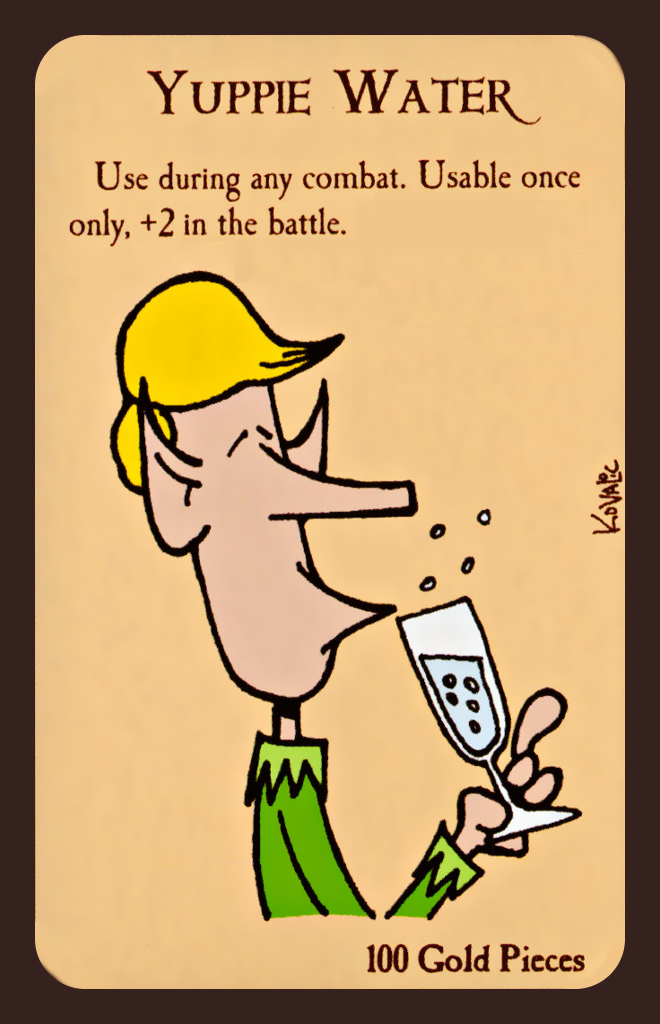 Yuppie Water
Use during any combat. Usable once
only, +2 in the battle.
Kovalic
100 Gold Pieces